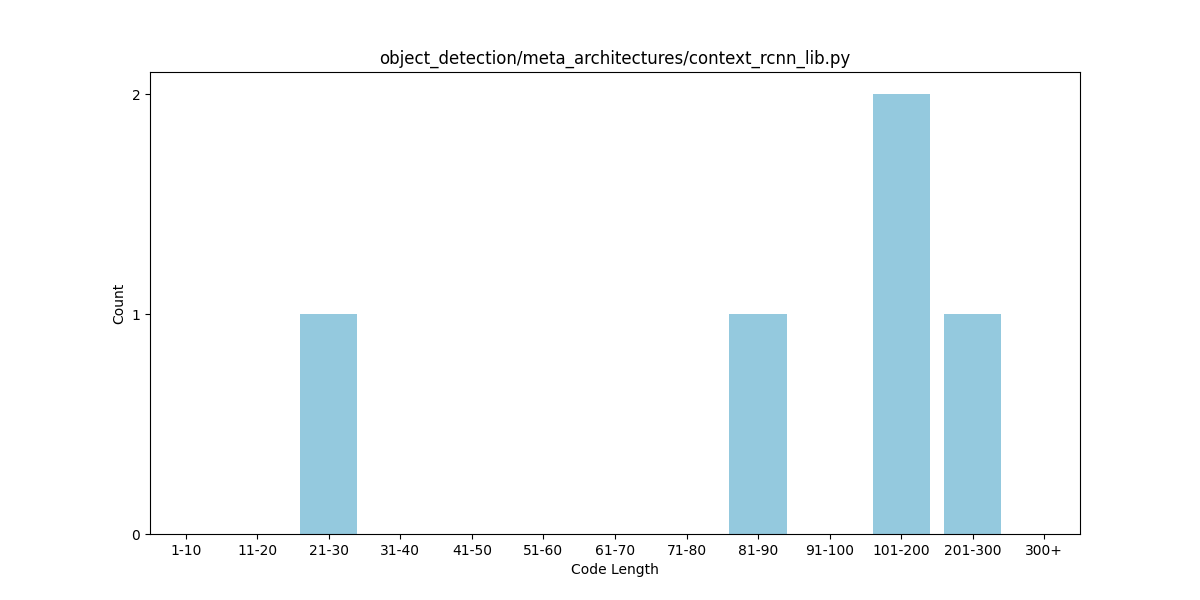 object_detection/meta_architectures/context_rcnn_lib.py
2
1
0
Count
1-10 11-20 21-30 31-40 41-50 51-60 61-70 71-80 81-90 91-100 101-200 201-300 300+
Code Length